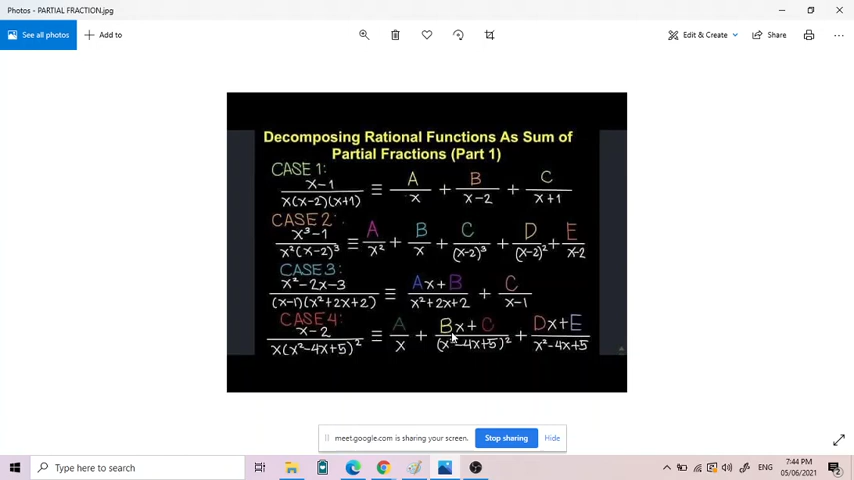 Photos - PARTIAL FRACTION.jpg
See all photos
Add to
Edit & Create
Share
Decomposing Rational Functions As Sum of
Partial Fractions (Part 1)
CASE 1:
x-1 / x(x-2)(x+1) ≡ A / x + B / x-2 + C / x+1
CASE 2:
x³-1 / x²(x-2)³ ≡ A / x² + B / x + C / (x-2)³ + D / (x-2)² + E / x-2
CASE 3:
x²-2x-3 / (x-1)(x²+2x+2) ≡ Ax+B / x²+2x+2 + C / x-1
CASE 4:
x-2 / x(x²-4x+5)² ≡ A / x + Bx+C / (x²-4x+5)² + Dx+E / x²-4x+5
meet.google.com is sharing your screen.
Stop sharing
Hide
Type here to search
ENG
7:44 PM
05/06/2021
2